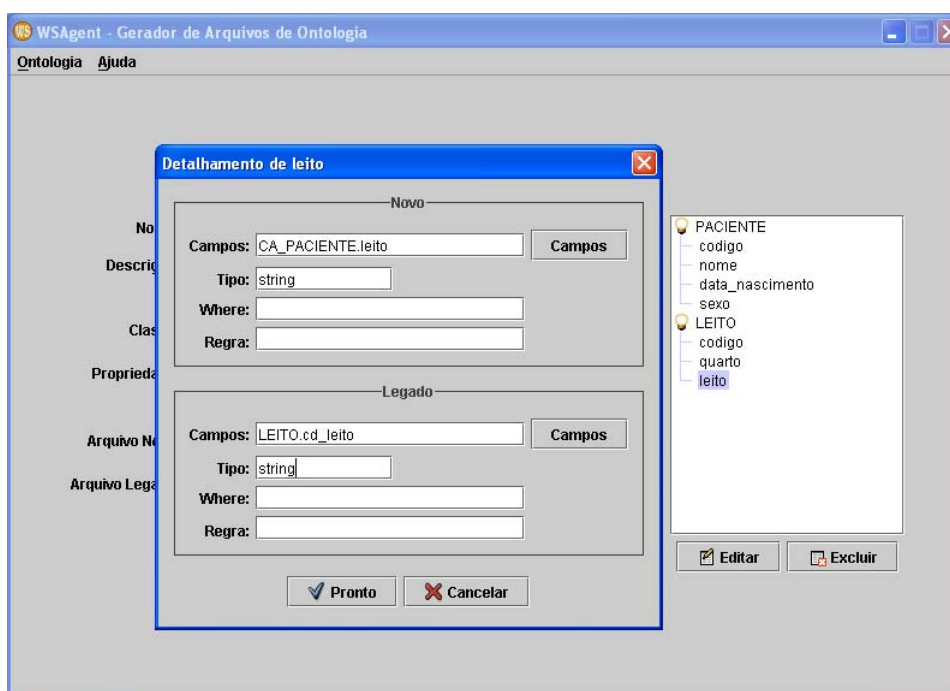 WS WSAgent - Gerador de Arquivos de Ontologia
Ontologia Ajuda
Detalhamento de leito
Novo
Campos: CA_PACIENTE.leito Campos
Tipo: string
Where:
Regra:
Legado
Campos: LEITO.cd_leito Campos
Tipo: string
Where:
Regra:
Pronto Cancelar
No
Descriç
Clas
Proprieda
Arquivo No
Arquivo Lega
PACIENTE
codigo
nome
data_nascimento
sexo
LEITO
codigo
quarto
leito
Editar Excluir